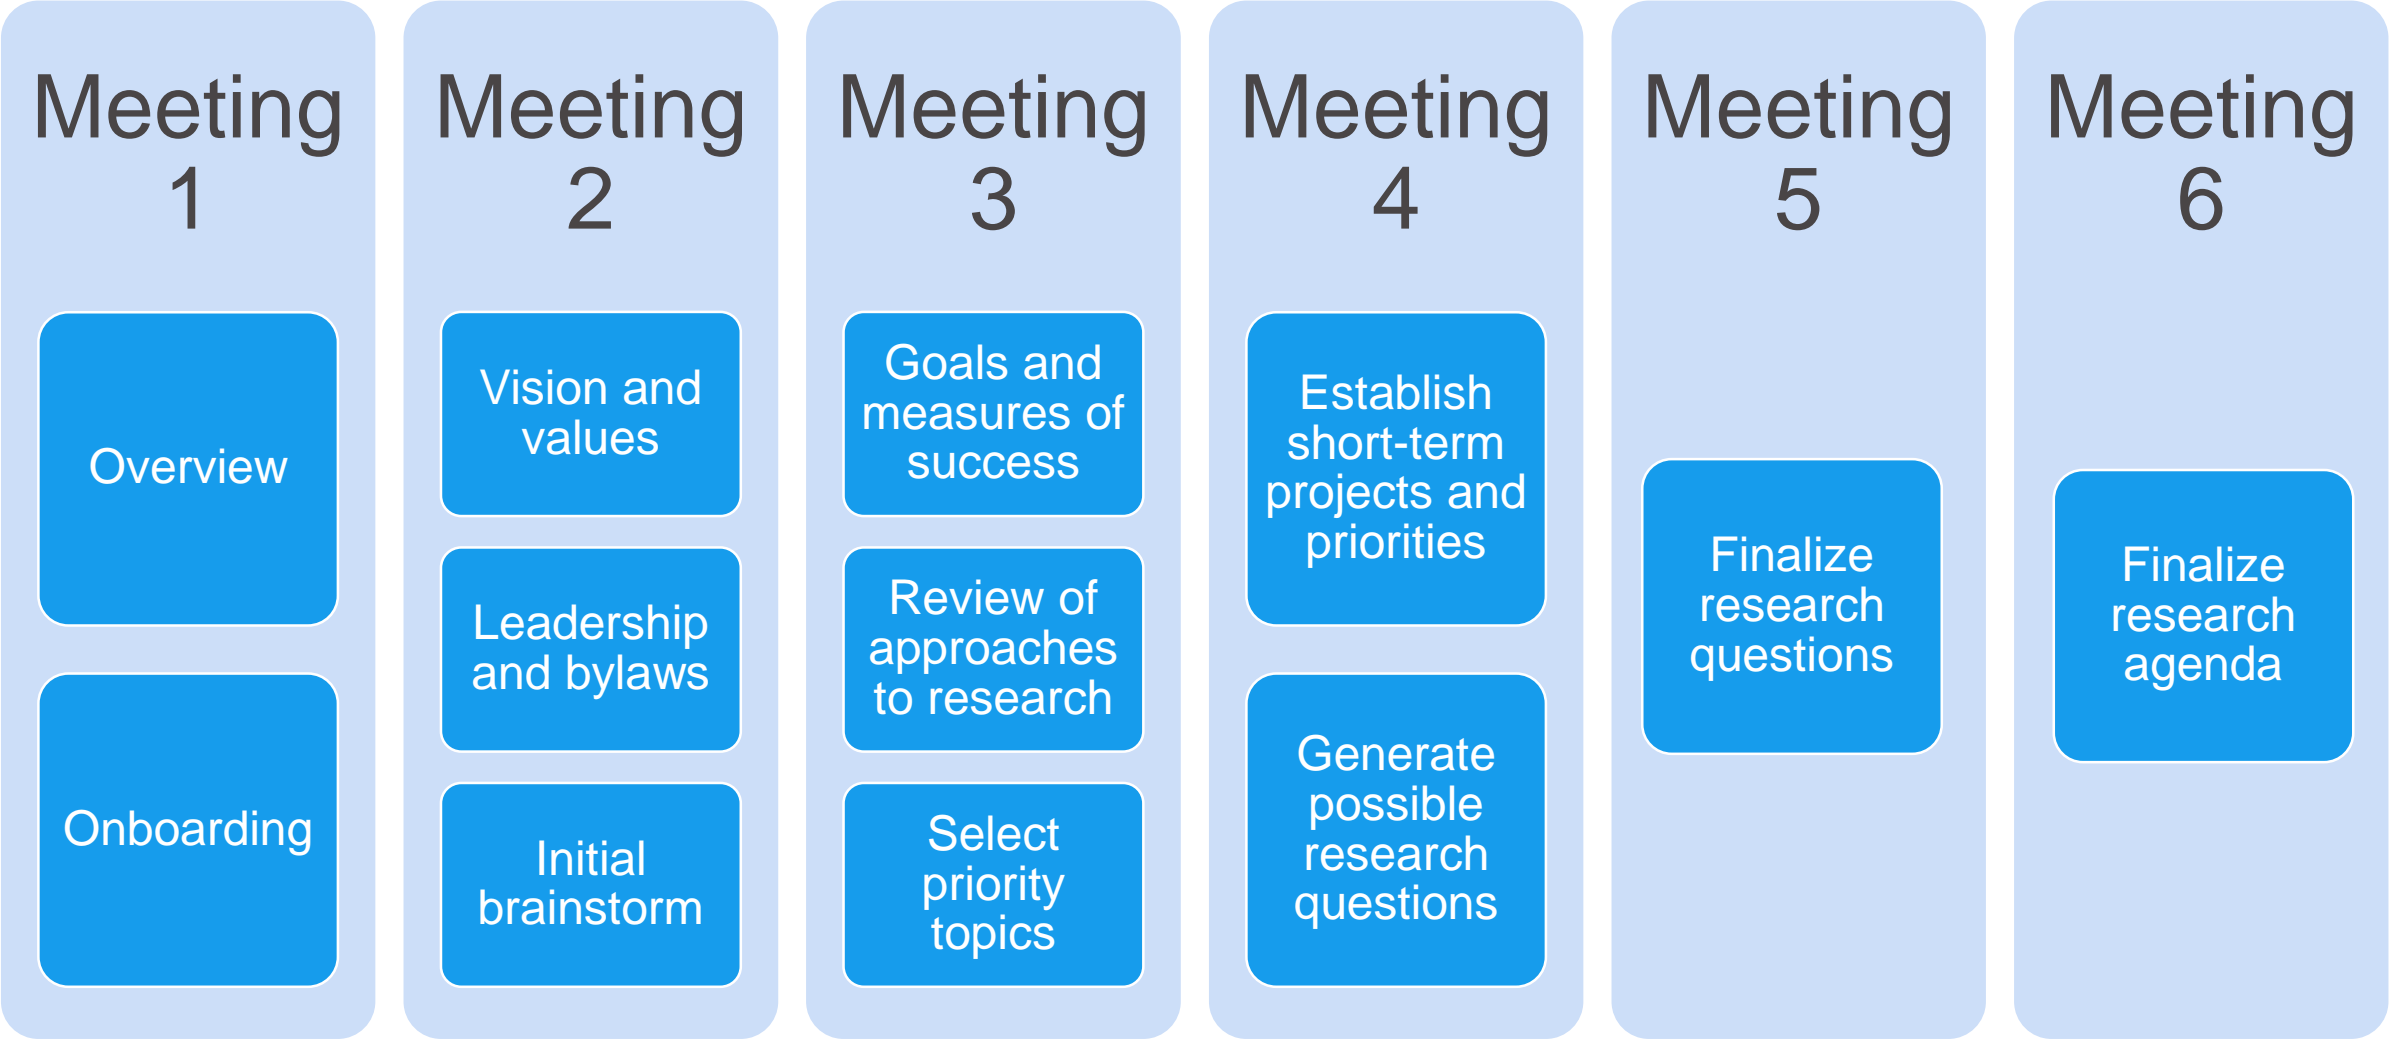 Meeting
1
Overview
Onboarding
Meeting
2
Vision and
values
Leadership
and bylaws
Initial
brainstorm
Meeting
3
Goals and
measures of
success
Review of
approaches
to research
Select
priority
topics
Meeting
4
Establish
short-term
projects and
priorities
Generate
possible
research
questions
Meeting
5
Finalize
research
questions
Meeting
6
Finalize
research
agenda